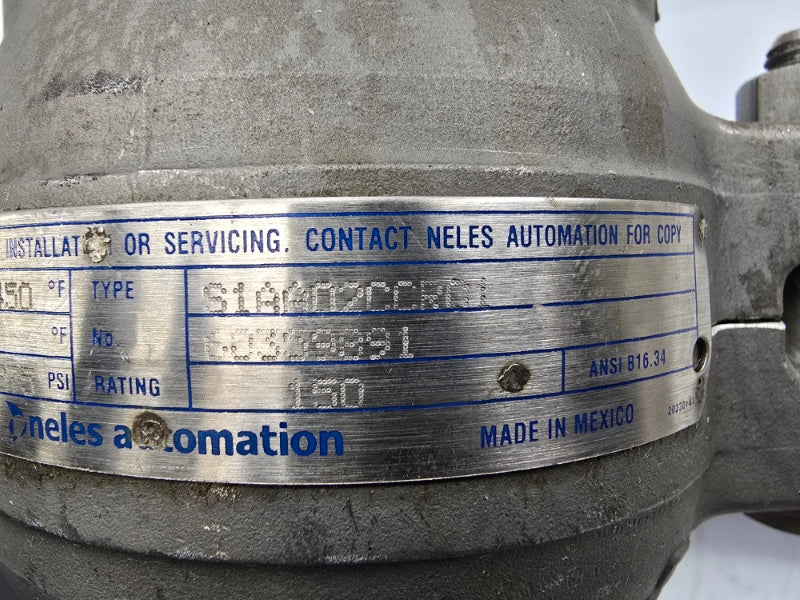 INSTALLAT OR SERVICING. CONTACT NELES AUTOMATION FOR COPY
°F TYPE
°F No.
PSI RATING 150 ANSI B16.34
neles automation MADE IN MEXICO